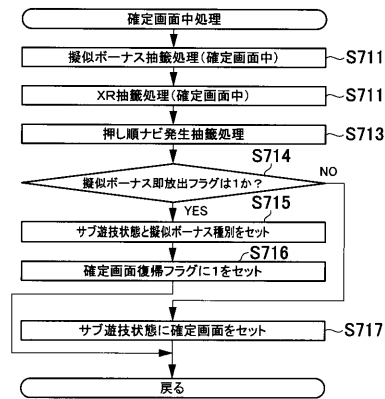 確定画面中処理
擬似ボーナス抽籤処理(確定画面中)
S711
XR抽籤処理(確定画面中)
S711
押し順ナビ発生抽籤処理
S713
S714
擬似ボーナス即放出フラグは1か?
NO
YES
S715
サブ遊技状態と擬似ボーナス種別をセット
S716
確定画面復帰フラグに1をセット
サブ遊技状態に確定画面をセット
S717
戻る